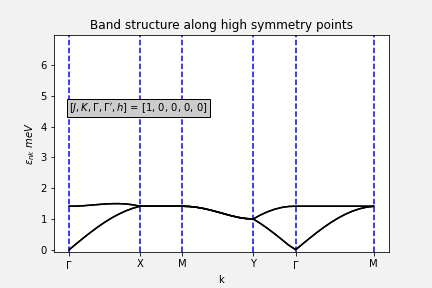 Band structure along high symmetry points
6
5
4
3
2
1
0
ε_{nk} meV
[J, K, Γ, Γ′, h] = [1, 0, 0, 0, 0]
Γ X M Y Γ M
k